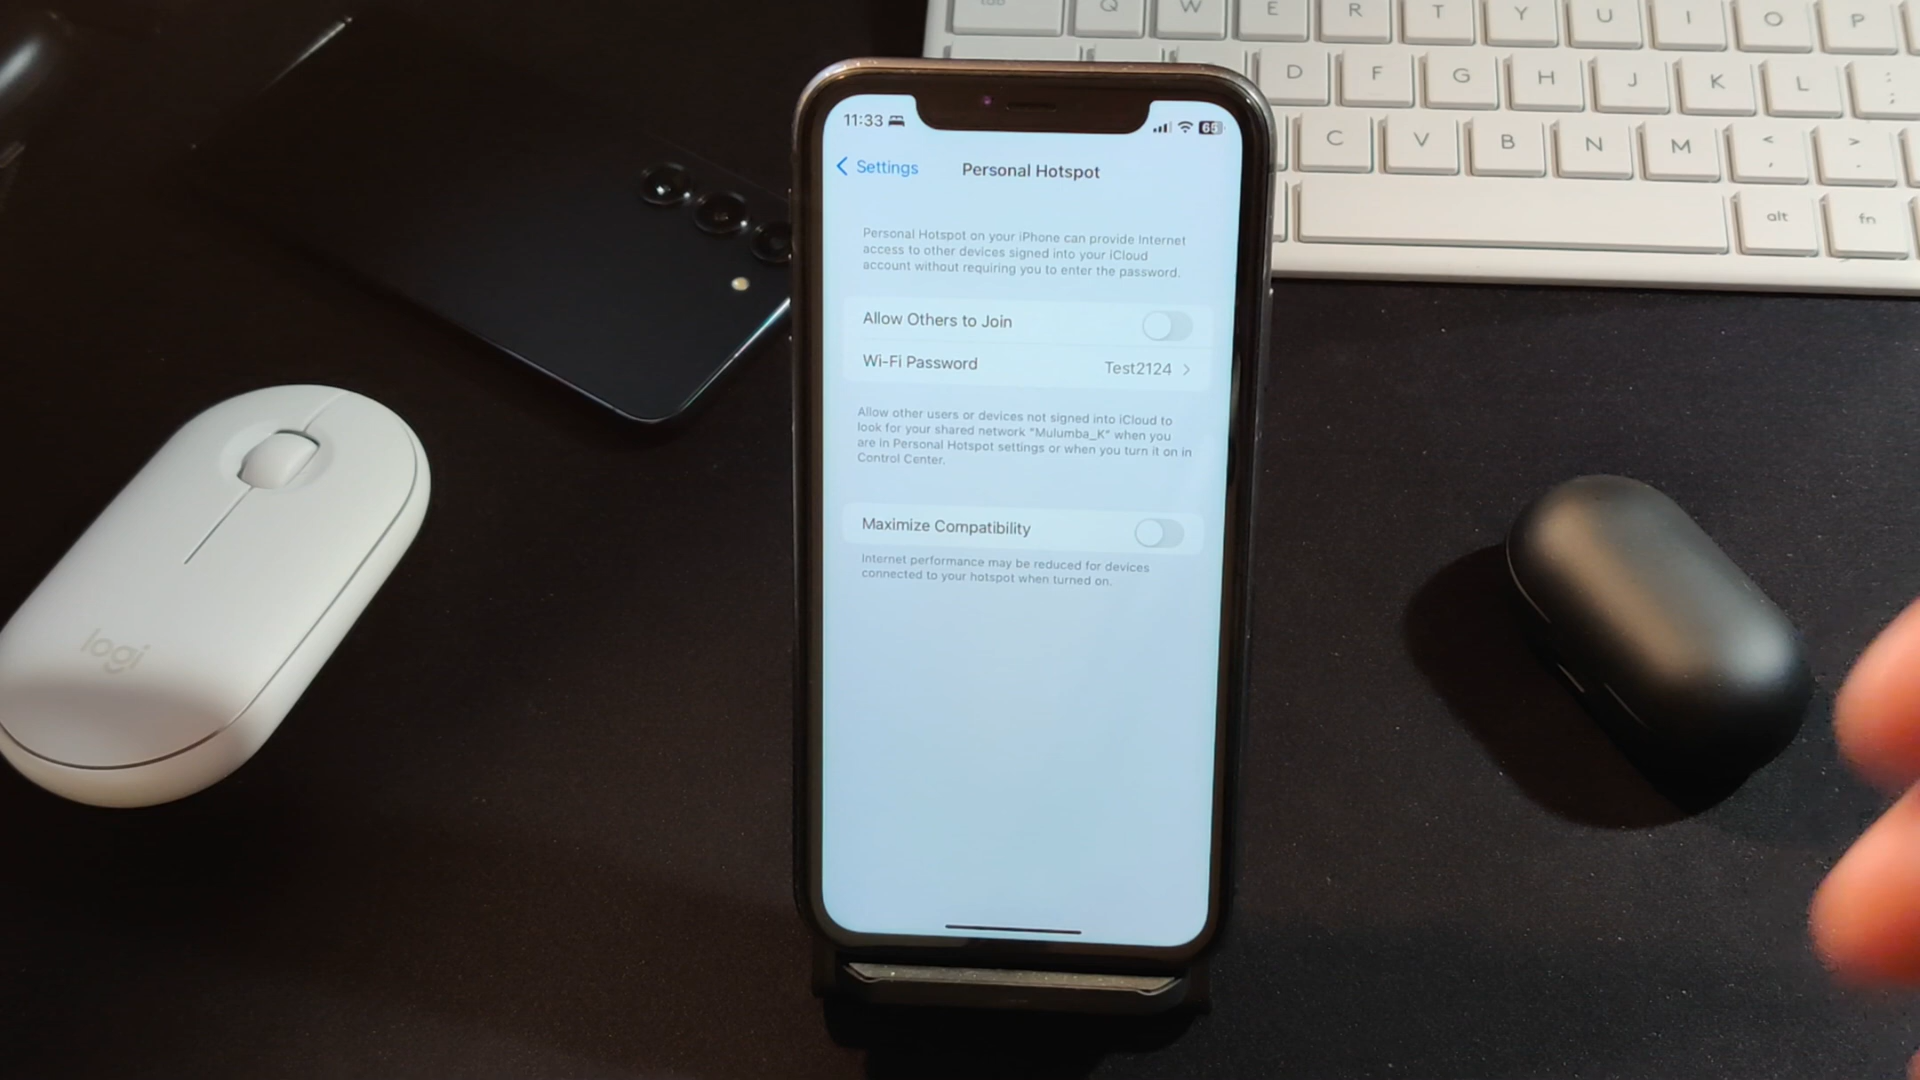 tab Q W E R T Y U I O P
D F G H J K L : ;
C V B N M < , > .
alt fn
11:33 65
Settings Personal Hotspot
Personal Hotspot on your iPhone can provide Internet
access to other devices signed into your iCloud
account without requiring you to enter the password.
Allow Others to Join
Wi-Fi Password Test2124
Allow other users or devices not signed into iCloud to
look for your shared network "Mulumba_K" when you
are in Personal Hotspot settings or when you turn it on in
Control Center.
Maximize Compatibility
Internet performance may be reduced for devices
connected to your hotspot when turned on.
logi